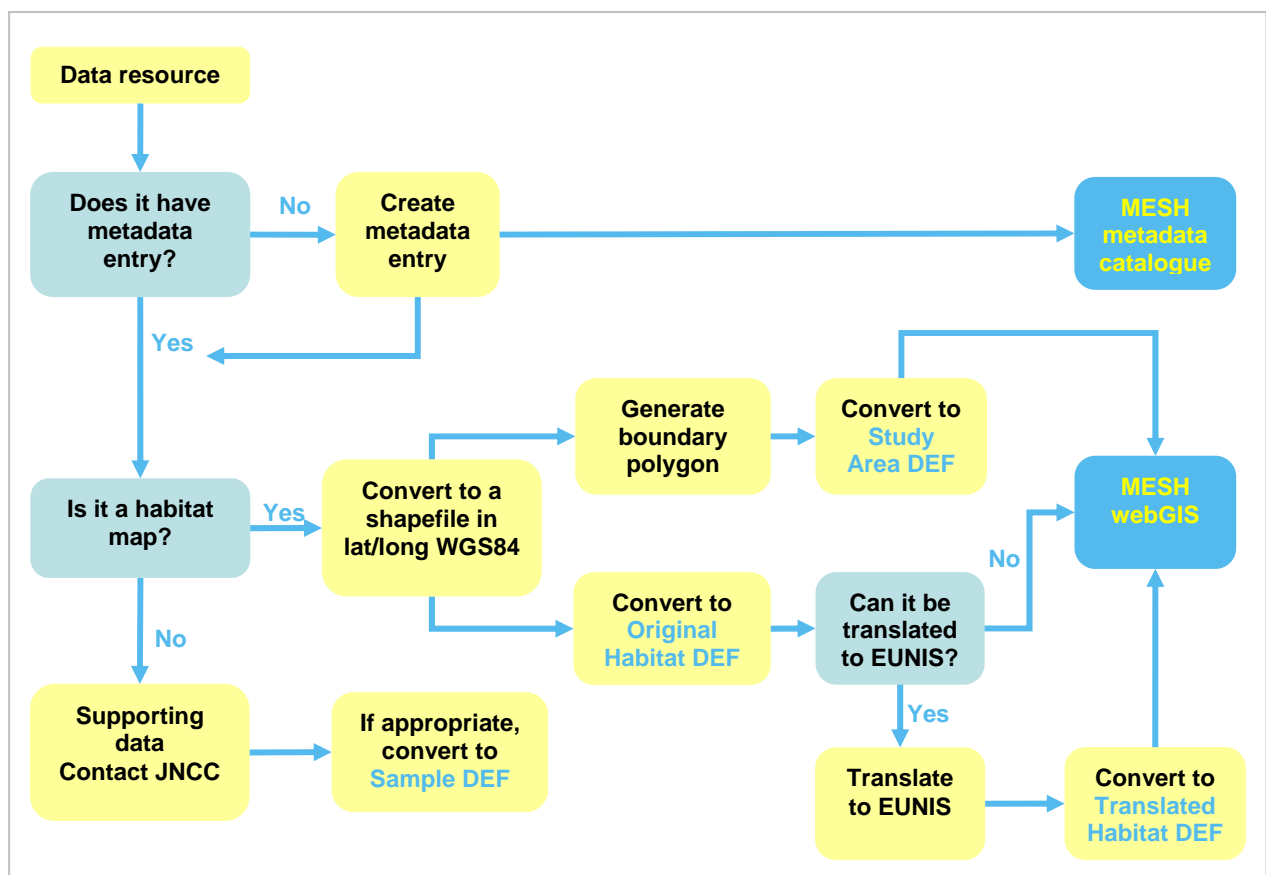 Data resource
Does it have
metadata
entry?
No
Create
metadata
entry
MESH
metadata
catalogue
Yes
Generate
boundary
polygon
Convert to
Study
Area DEF
Is it a habitat
map?
Yes
Convert to a
shapefile in
lat/long WGS84
MESH
webGIS
No
Convert to
Original
Habitat DEF
Can it be
translated
to EUNIS?
No
Supporting
data
Contact JNCC
If appropriate,
convert to
Sample DEF
Yes
Translate
to EUNIS
Convert to
Translated
Habitat DEF